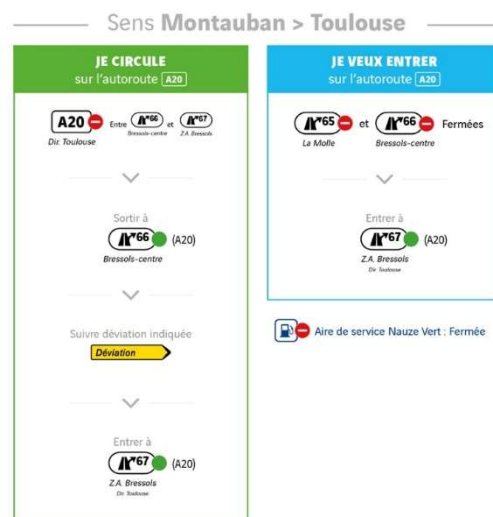 Sens Montauban > Toulouse
JE CIRCULE
sur l'autoroute A20
A20 Entre 66 et 67
Dir. Toulouse Bressols-centre Z.A. Bressols
Sortir à
66 (A20)
Bressols-centre
Suivre déviation indiquée
Déviation
Entrer à
67 (A20)
Z.A. Bressols
Dir. Toulouse
JE VEUX ENTRER
sur l'autoroute A20
65 et 66 Fermées
La Molle Bressols-centre
Entrer à
67 (A20)
Z.A. Bressols
Dir. Toulouse
Aire de service Nauze Vert : Fermée